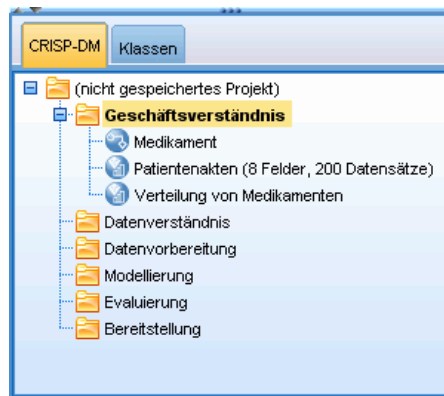 CRISP-DM Klassen
(nicht gespeichertes Projekt)
Geschäftsverständnis
Medikament
Patientenakten (8 Felder, 200 Datensätze)
Verteilung von Medikamenten
Datenverständnis
Datenvorbereitung
Modellierung
Evaluierung
Bereitstellung